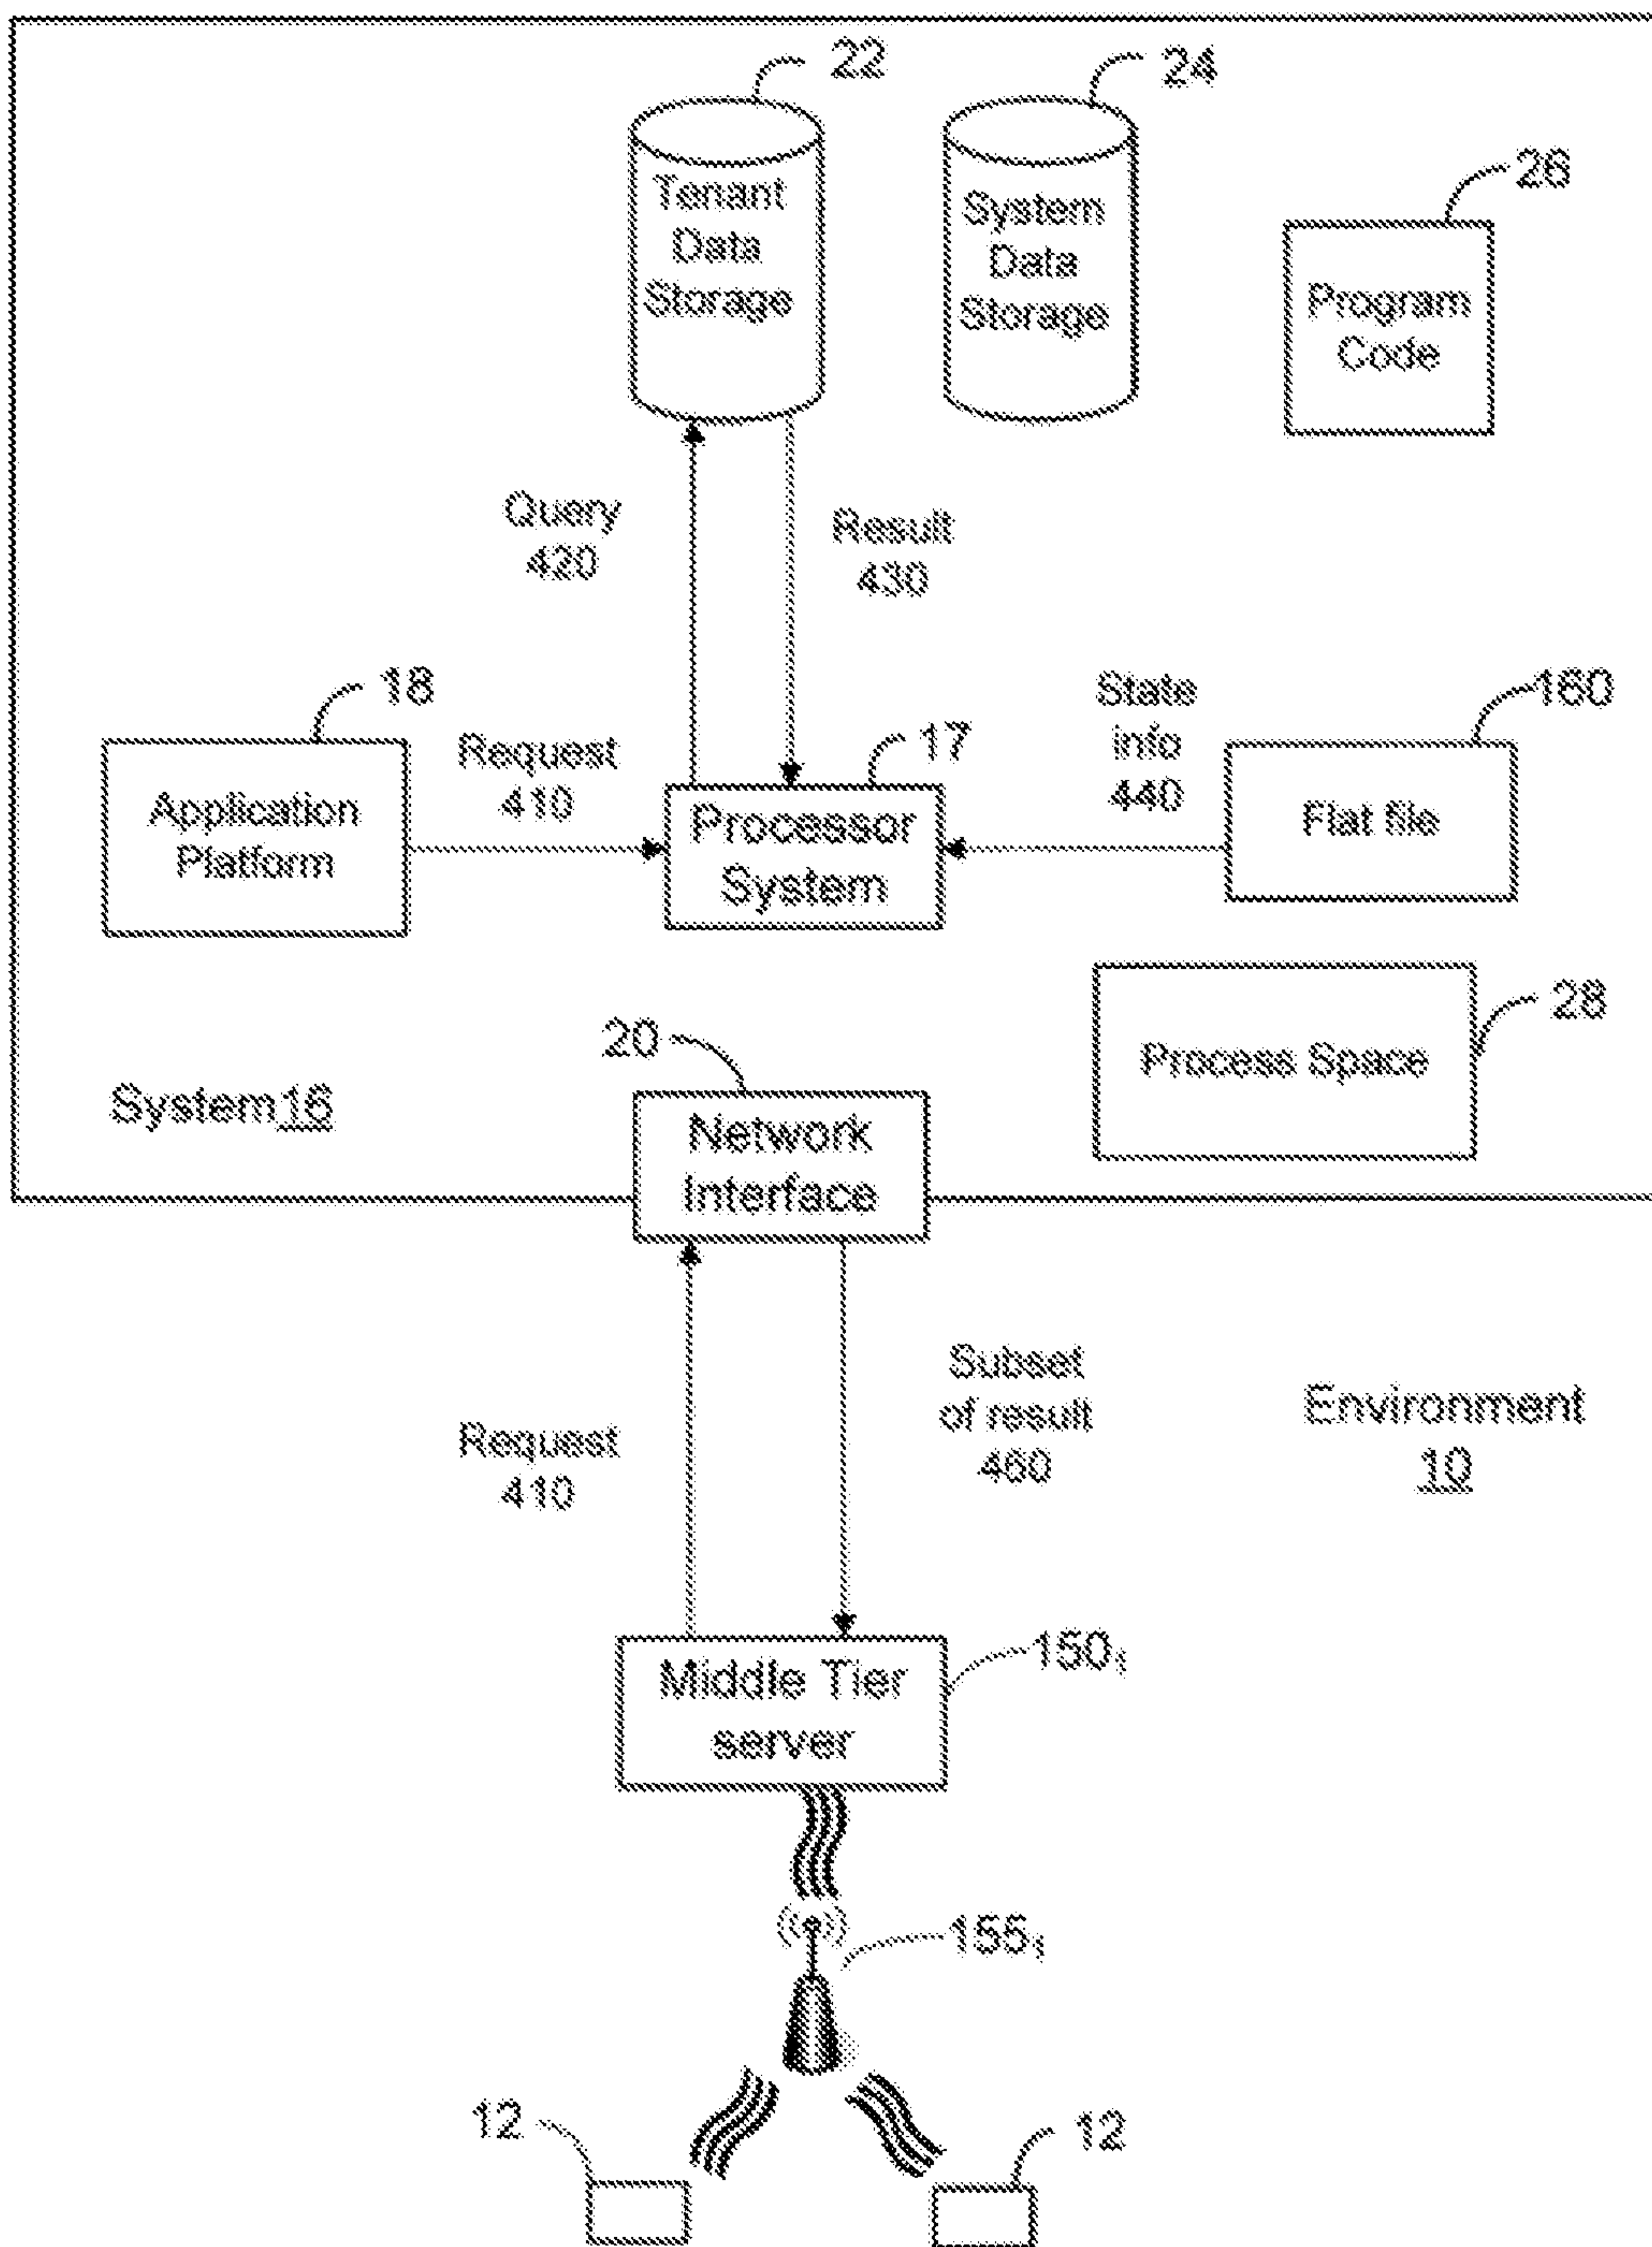 22
24
26
Tenant
Data
Storage
System
Data
Storage
Program
Code
Query
420
Result
430
18
Request
410
17
State
info
440
160
Application
Platform
Processor
System
Flat file
20
28
Process Space
System 16
Network
Interface
Request
410
Subset
of result
460
Environment
10
150₁
Middle Tier
server
155₁
12
12